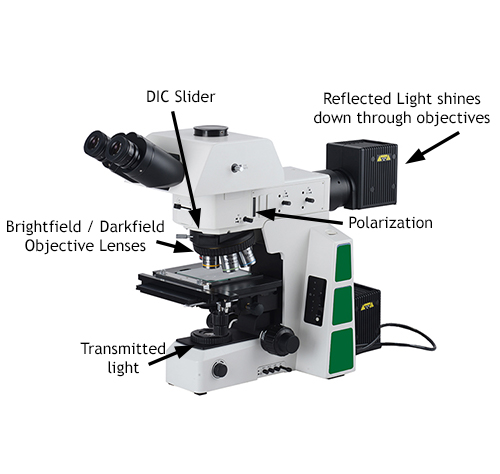 DIC Slider
Reflected Light shines
down through objectives
Polarization
Brightfield / Darkfield
Objective Lenses
Transmitted
light